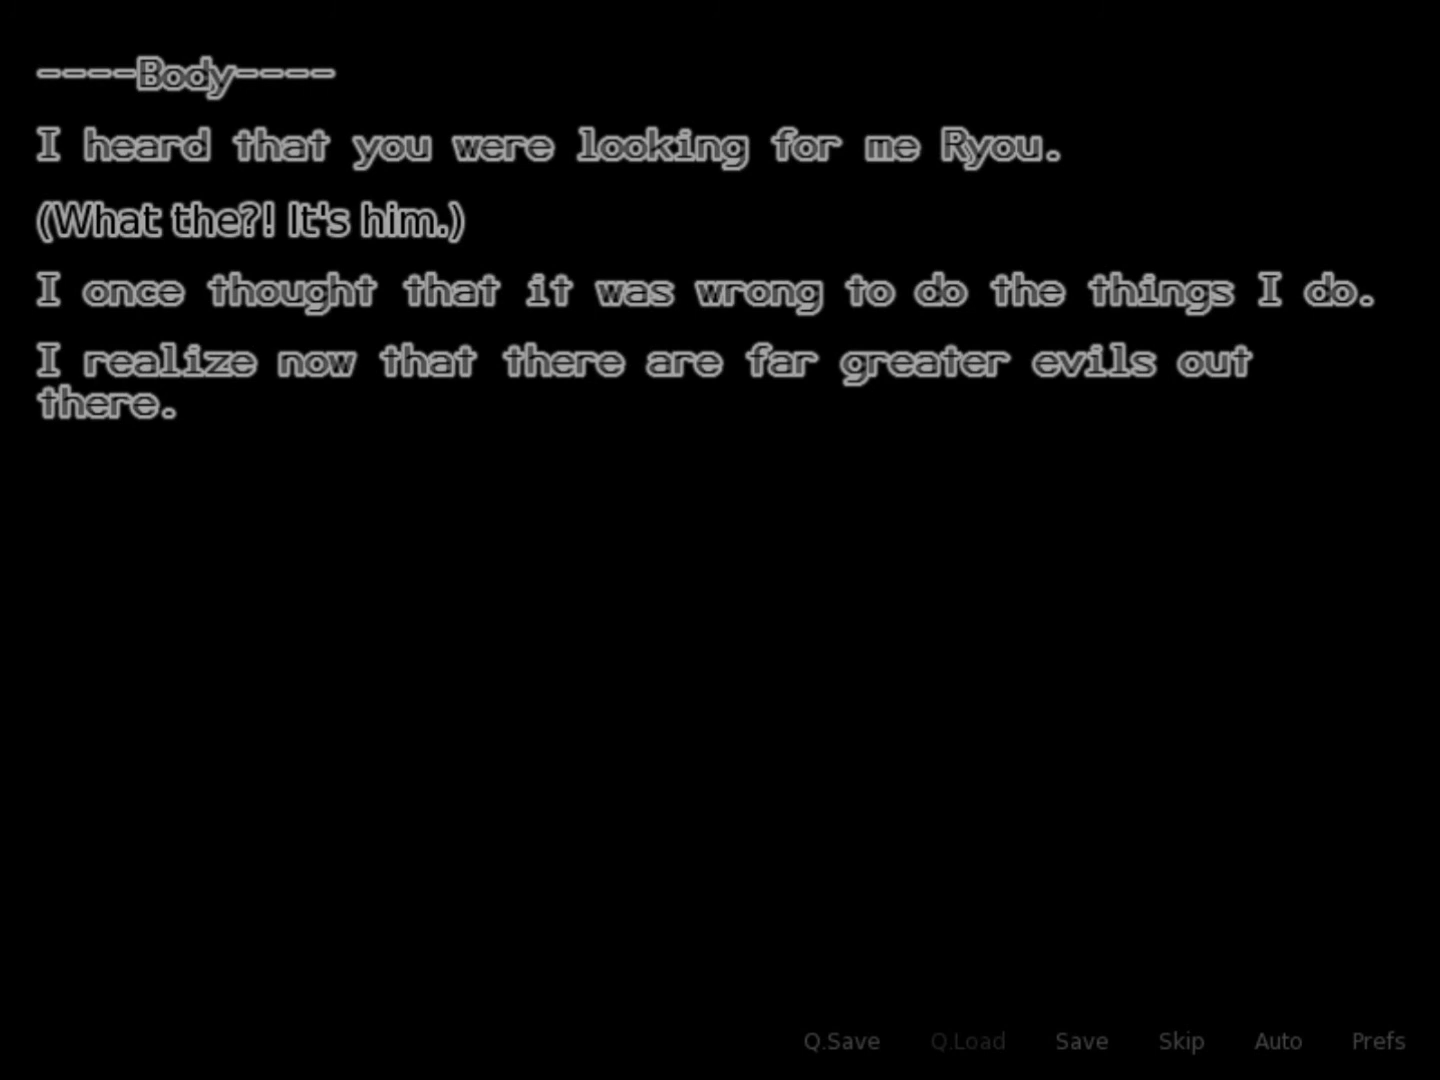 ----Body----
I heard that you were looking for me Ryou.
(What the?! It's him.)
I once thought that it was wrong to do the things I do.
I realize now that there are far greater evils out
there.
Q.Save Q.Load Save Skip Auto Prefs